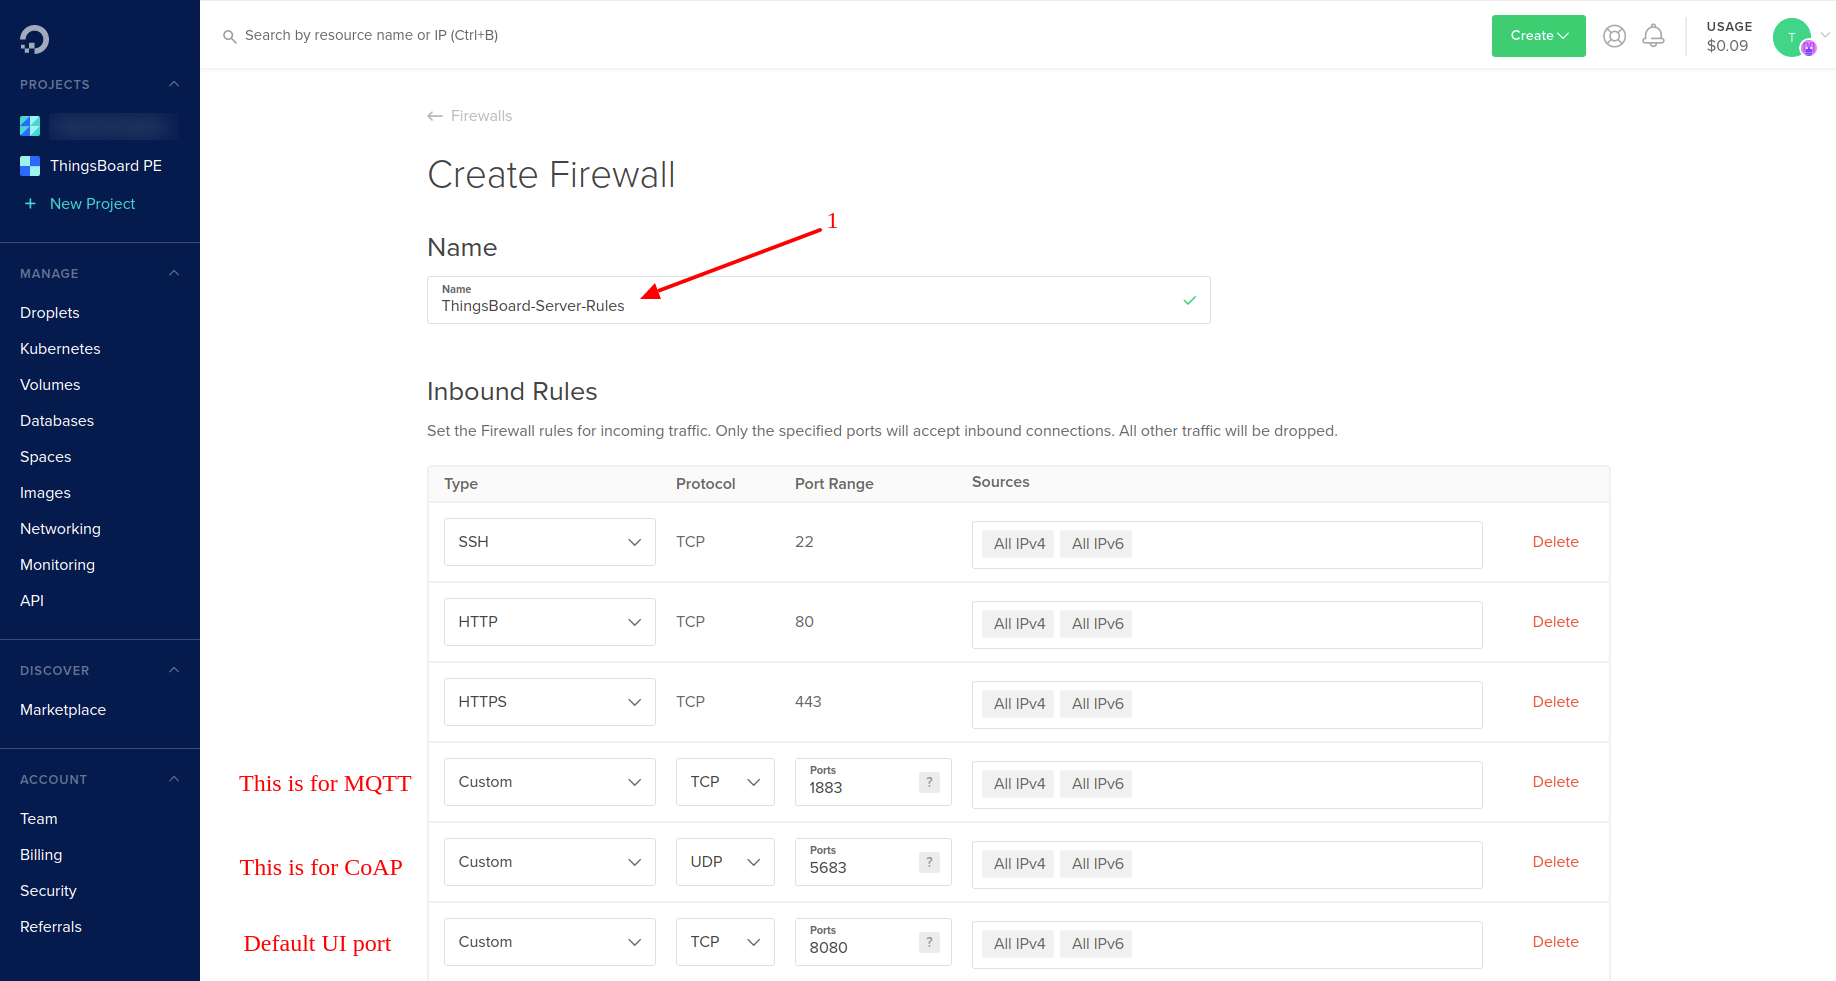 Search by resource name or IP (Ctrl+B)
Create
USAGE
$0.09
T
PROJECTS
ThingsBoard PE
+ New Project
MANAGE
Droplets
Kubernetes
Volumes
Databases
Spaces
Images
Networking
Monitoring
API
DISCOVER
Marketplace
ACCOUNT
Team
Billing
Security
Referrals
← Firewalls
Create Firewall
1
Name
Name
ThingsBoard-Server-Rules
Inbound Rules
Set the Firewall rules for incoming traffic. Only the specified ports will accept inbound connections. All other traffic will be dropped.
Type Protocol Port Range Sources
SSH TCP 22 All IPv4 All IPv6 Delete
HTTP TCP 80 All IPv4 All IPv6 Delete
HTTPS TCP 443 All IPv4 All IPv6 Delete
Ports
This is for MQTT Custom TCP 1883 ? All IPv4 All IPv6 Delete
Ports
This is for CoAP Custom UDP 5683 ? All IPv4 All IPv6 Delete
Ports
Default UI port Custom TCP 8080 ? All IPv4 All IPv6 Delete